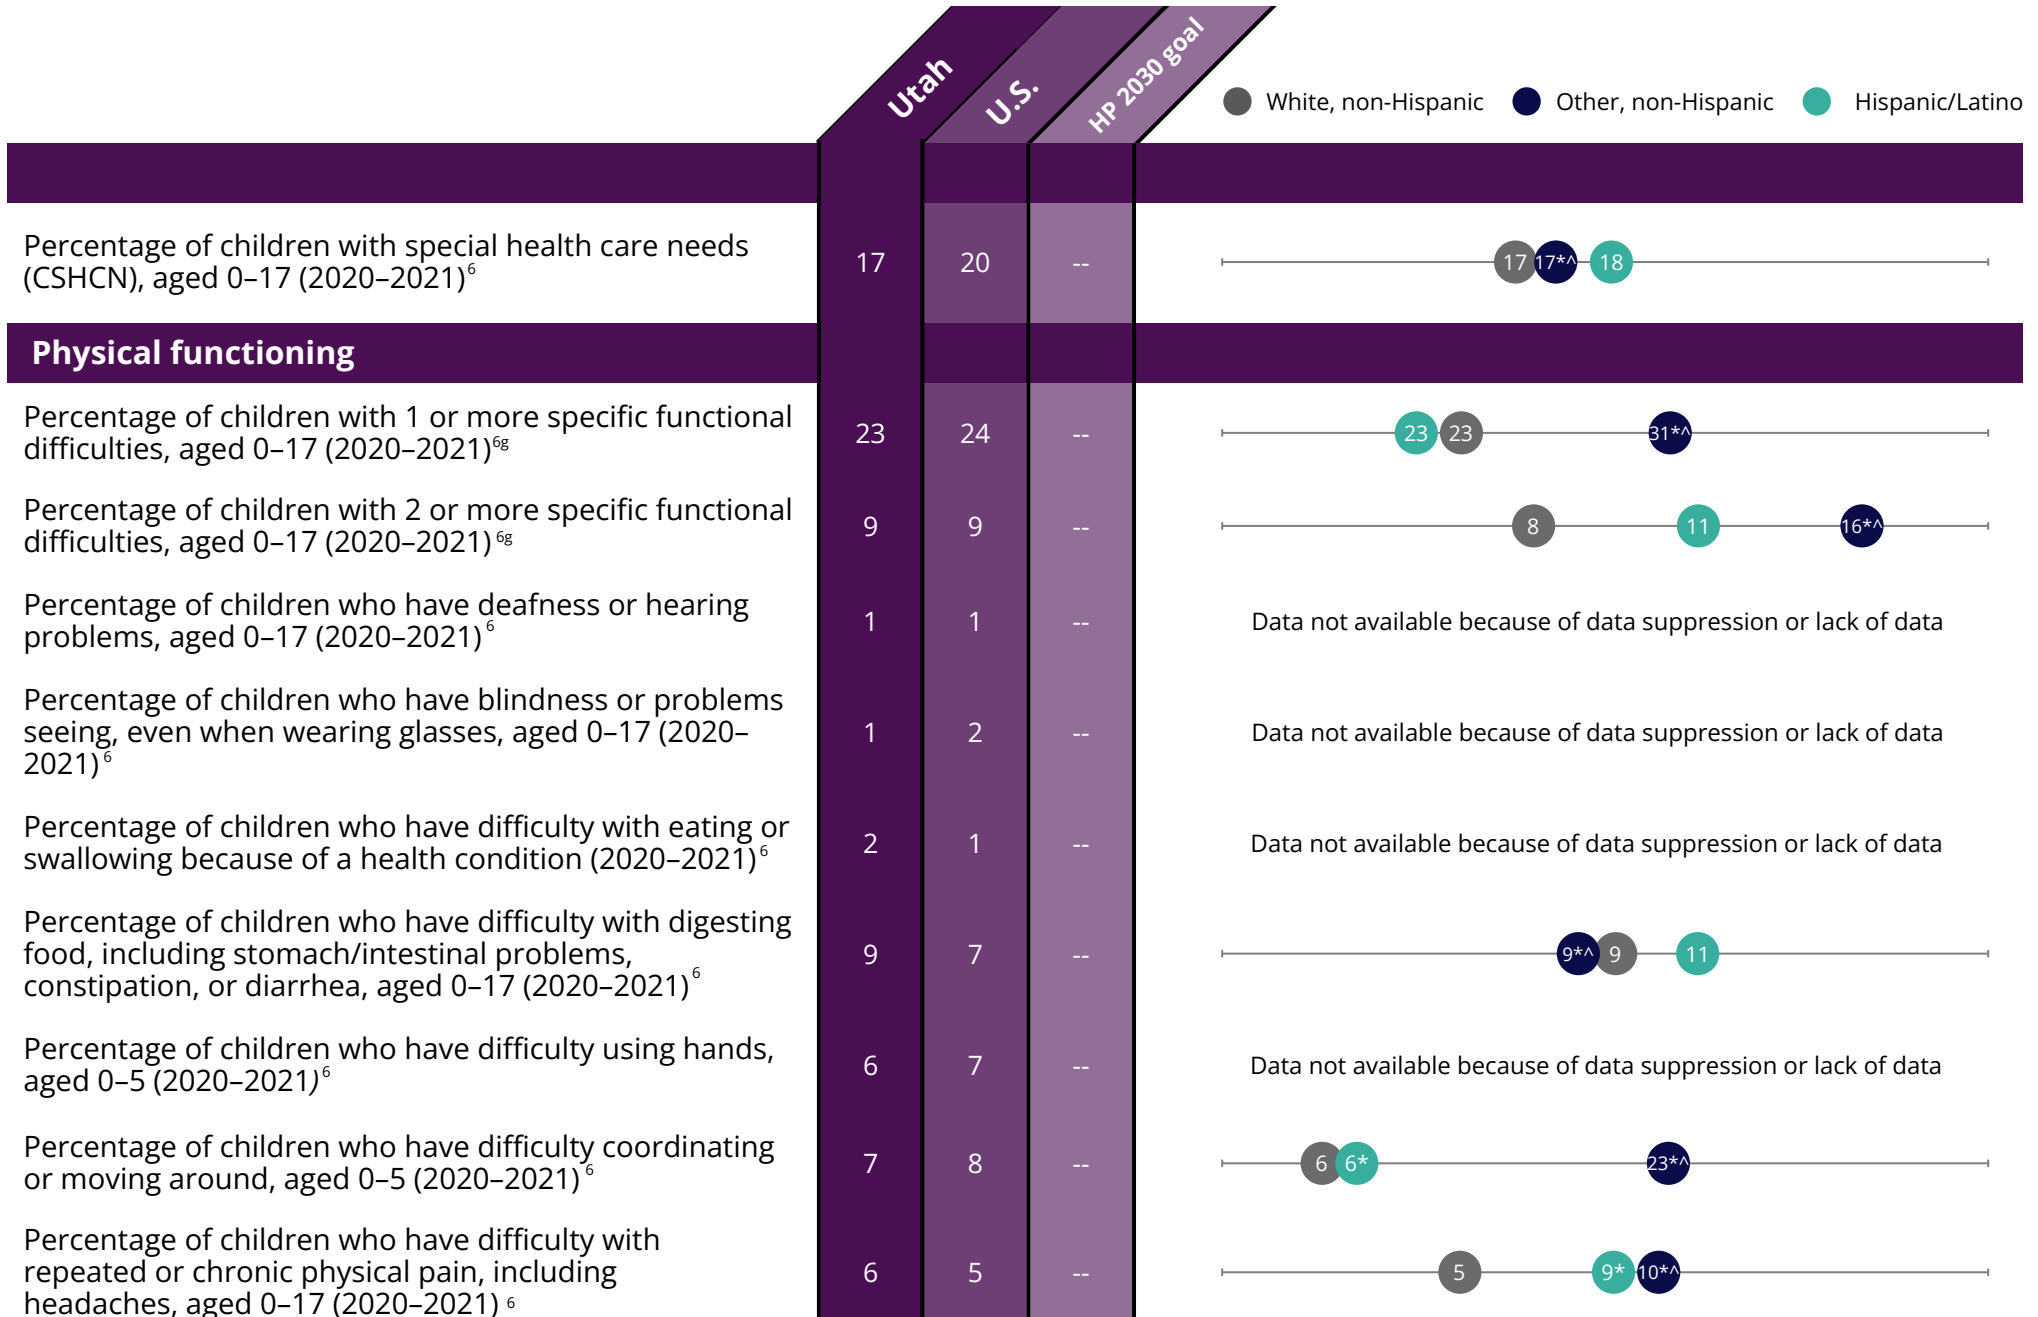 Utah
U.S.
HP 2030 goal
White, non-Hispanic
Other, non-Hispanic
Hispanic/Latino
Percentage of children with special health care needs
(CSHCN), aged 0–17 (2020–2021)6
17
20
--
17
17*^
18
Physical functioning
Percentage of children with 1 or more specific functional
difficulties, aged 0–17 (2020–2021)6g
23
24
--
23
23
31*^
Percentage of children with 2 or more specific functional
difficulties, aged 0–17 (2020–2021) 6g
9
9
--
8
11
16*^
Percentage of children who have deafness or hearing
problems, aged 0–17 (2020–2021) 6
1
1
--
Data not available because of data suppression or lack of data
Percentage of children who have blindness or problems
seeing, even when wearing glasses, aged 0–17 (2020–
2021) 6
1
2
--
Data not available because of data suppression or lack of data
Percentage of children who have difficulty with eating or
swallowing because of a health condition (2020–2021) 6
2
1
--
Data not available because of data suppression or lack of data
Percentage of children who have difficulty with digesting
food, including stomach/intestinal problems,
constipation, or diarrhea, aged 0–17 (2020–2021) 6
9
7
--
9*^
9
11
Percentage of children who have difficulty using hands,
aged 0–5 (2020–2021) 6
6
7
--
Data not available because of data suppression or lack of data
Percentage of children who have difficulty coordinating
or moving around, aged 0–5 (2020–2021) 6
7
8
--
6
6*
23*^
Percentage of children who have difficulty with
repeated or chronic physical pain, including
headaches, aged 0–17 (2020–2021) 6
6
5
--
5
9*
10*^